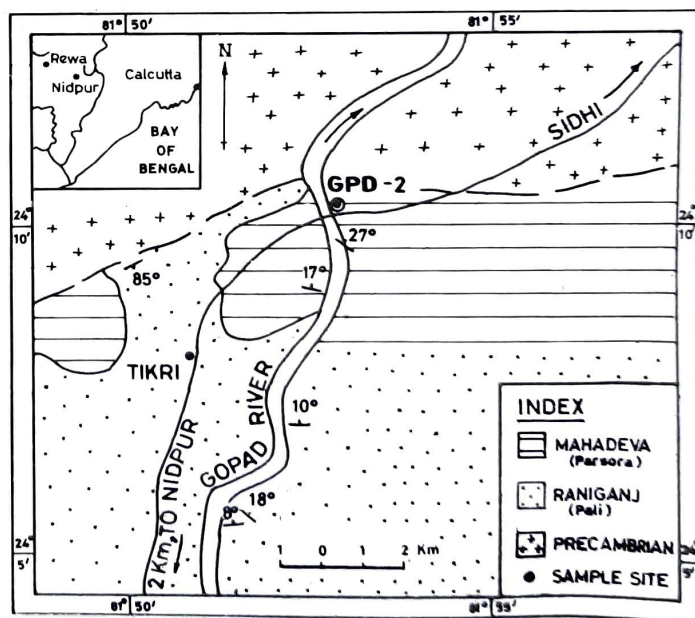 81° 50'
81° 55'
Rewa
Nidpur
Calcutta
BAY
OF
BENGAL
N
SIDHI
GPD-2
24°
10'
24°
10'
27°
85°
17°
TIKRI
GOPAD RIVER
10°
18°
8°
2 Km, TO NIDPUR
INDEX
MAHADEVA
(Parsora)
RANIGANJ
(Pali)
PRECAMBRIAN
SAMPLE SITE
1 0 1 2 Km
24°
5'
24°
5'
81° 50'